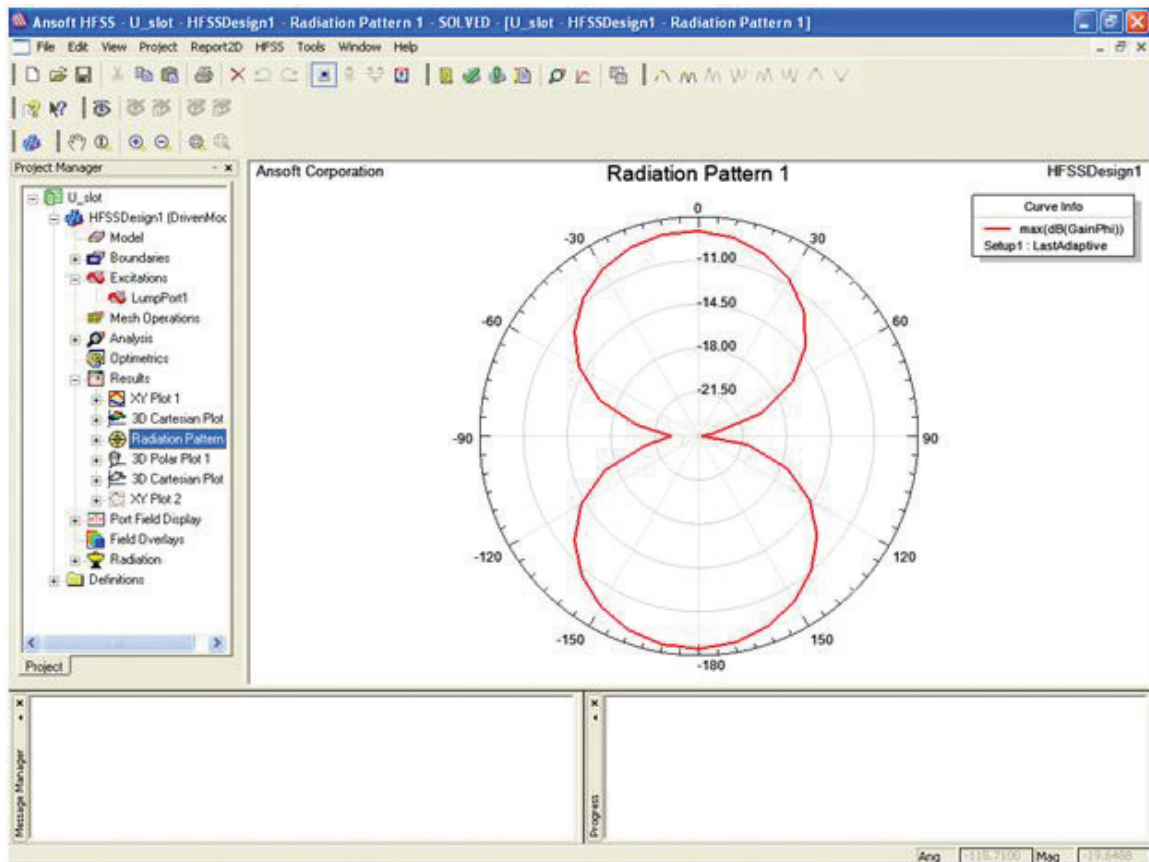 Ansoft HFSS - U_slot - HFSSDesign1 - Radiation Pattern 1 - SOLVED - [U_slot - HFSSDesign1 - Radiation Pattern 1]
File Edit View Project Report2D HFSS Tools Window Help
Project Manager
U_slot
HFSSDesign1 (DrivenMod
Model
Boundaries
Excitations
LumpPort1
Mesh Operations
Analysis
Optimetrics
Results
XY Plot 1
3D Cartesian Plot
Radiation Pattern
3D Polar Plot 1
3D Cartesian Plot
XY Plot 2
Port Field Display
Field Overlays
Radiation
Definitions
Project
Ansoft Corporation
Radiation Pattern 1
HFSSDesign1
Curve Info
max(dB(GainPhi))
Setup1 : LastAdaptive
0
-30
30
-11.00
-14.50
-60
60
-18.00
-21.50
-90
90
-120
120
-150
150
-180
Message Manager
Progress
Ang -115.7100 Mag -19.6488